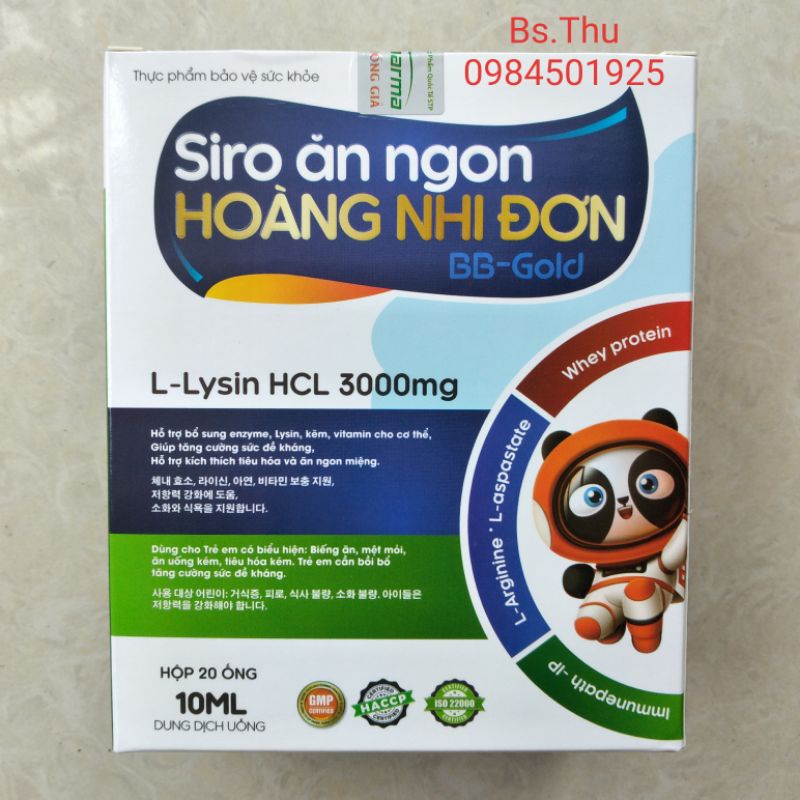 Bs.Thu
0984501925
Thực phẩm bảo vệ sức khỏe
Siro ăn ngon
HOÀNG NHI ĐƠN
BB-Gold
L-Lysin HCL 3000mg
Hỗ trợ bổ sung enzyme, Lysin, kẽm, vitamin cho cơ thể,
Giúp tăng cường sức đề kháng,
Hỗ trợ kích thích tiêu hóa và ăn ngon miệng.
체내 효소, 라이신, 아연, 비타민 보충 지원,
저항력 강화에 도움,
소화와 식욕을 지원합니다.
Dùng cho Trẻ em có biểu hiện: Biếng ăn, mệt mỏi,
ăn uống kém, tiêu hóa kém. Trẻ em cần bồi bổ
tăng cường sức đề kháng.
사용 대상 어린이: 거식증, 피로, 식사 불량, 소화 불량. 아이들은
저항력을 강화해야 합니다.
Whey protein
L-Arginine * L-aspastate
Immunepath-IP
HỘP 20 ỐNG
10ML
DUNG DỊCH UỐNG
GMP
CERTIFIED
CERTIFIED
HACCP
CERTIFIED
CERTIFIED
ISO 22000
CERTIFIED